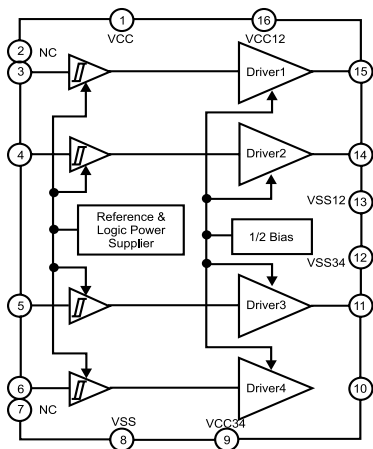 1
16
VCC
VCC12
2
NC
3
Driver1
15
4
Driver2
14
13
VSS12
Reference &
Logic Power
Supplier
1/2 Bias
12
VSS34
5
Driver3
11
6
Driver4
10
7
NC
VSS
VCC34
8
9